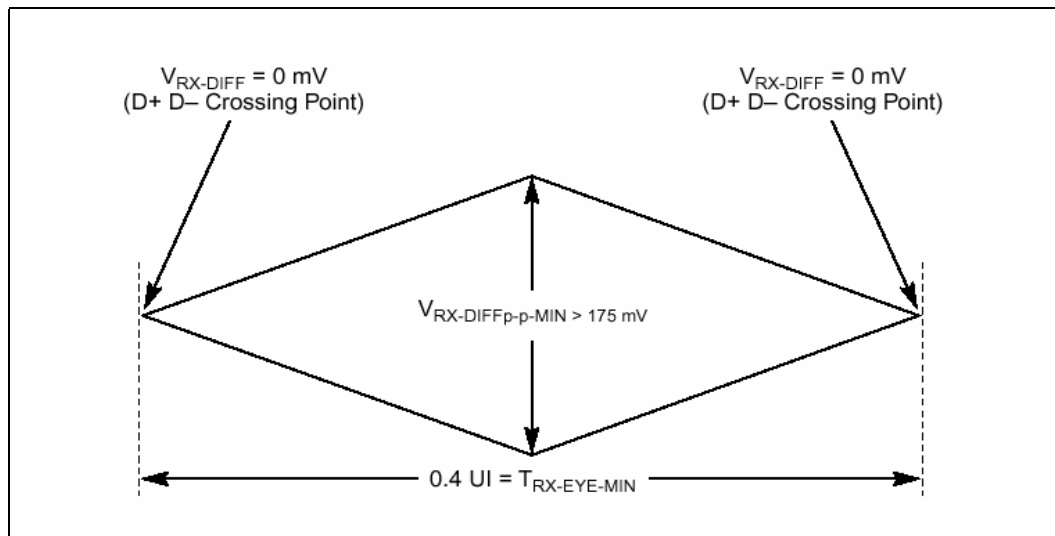 V_RX-DIFF = 0 mV
(D+ D– Crossing Point)
V_RX-DIFF = 0 mV
(D+ D– Crossing Point)
V_RX-DIFFp-p-MIN > 175 mV
0.4 UI = T_RX-EYE-MIN